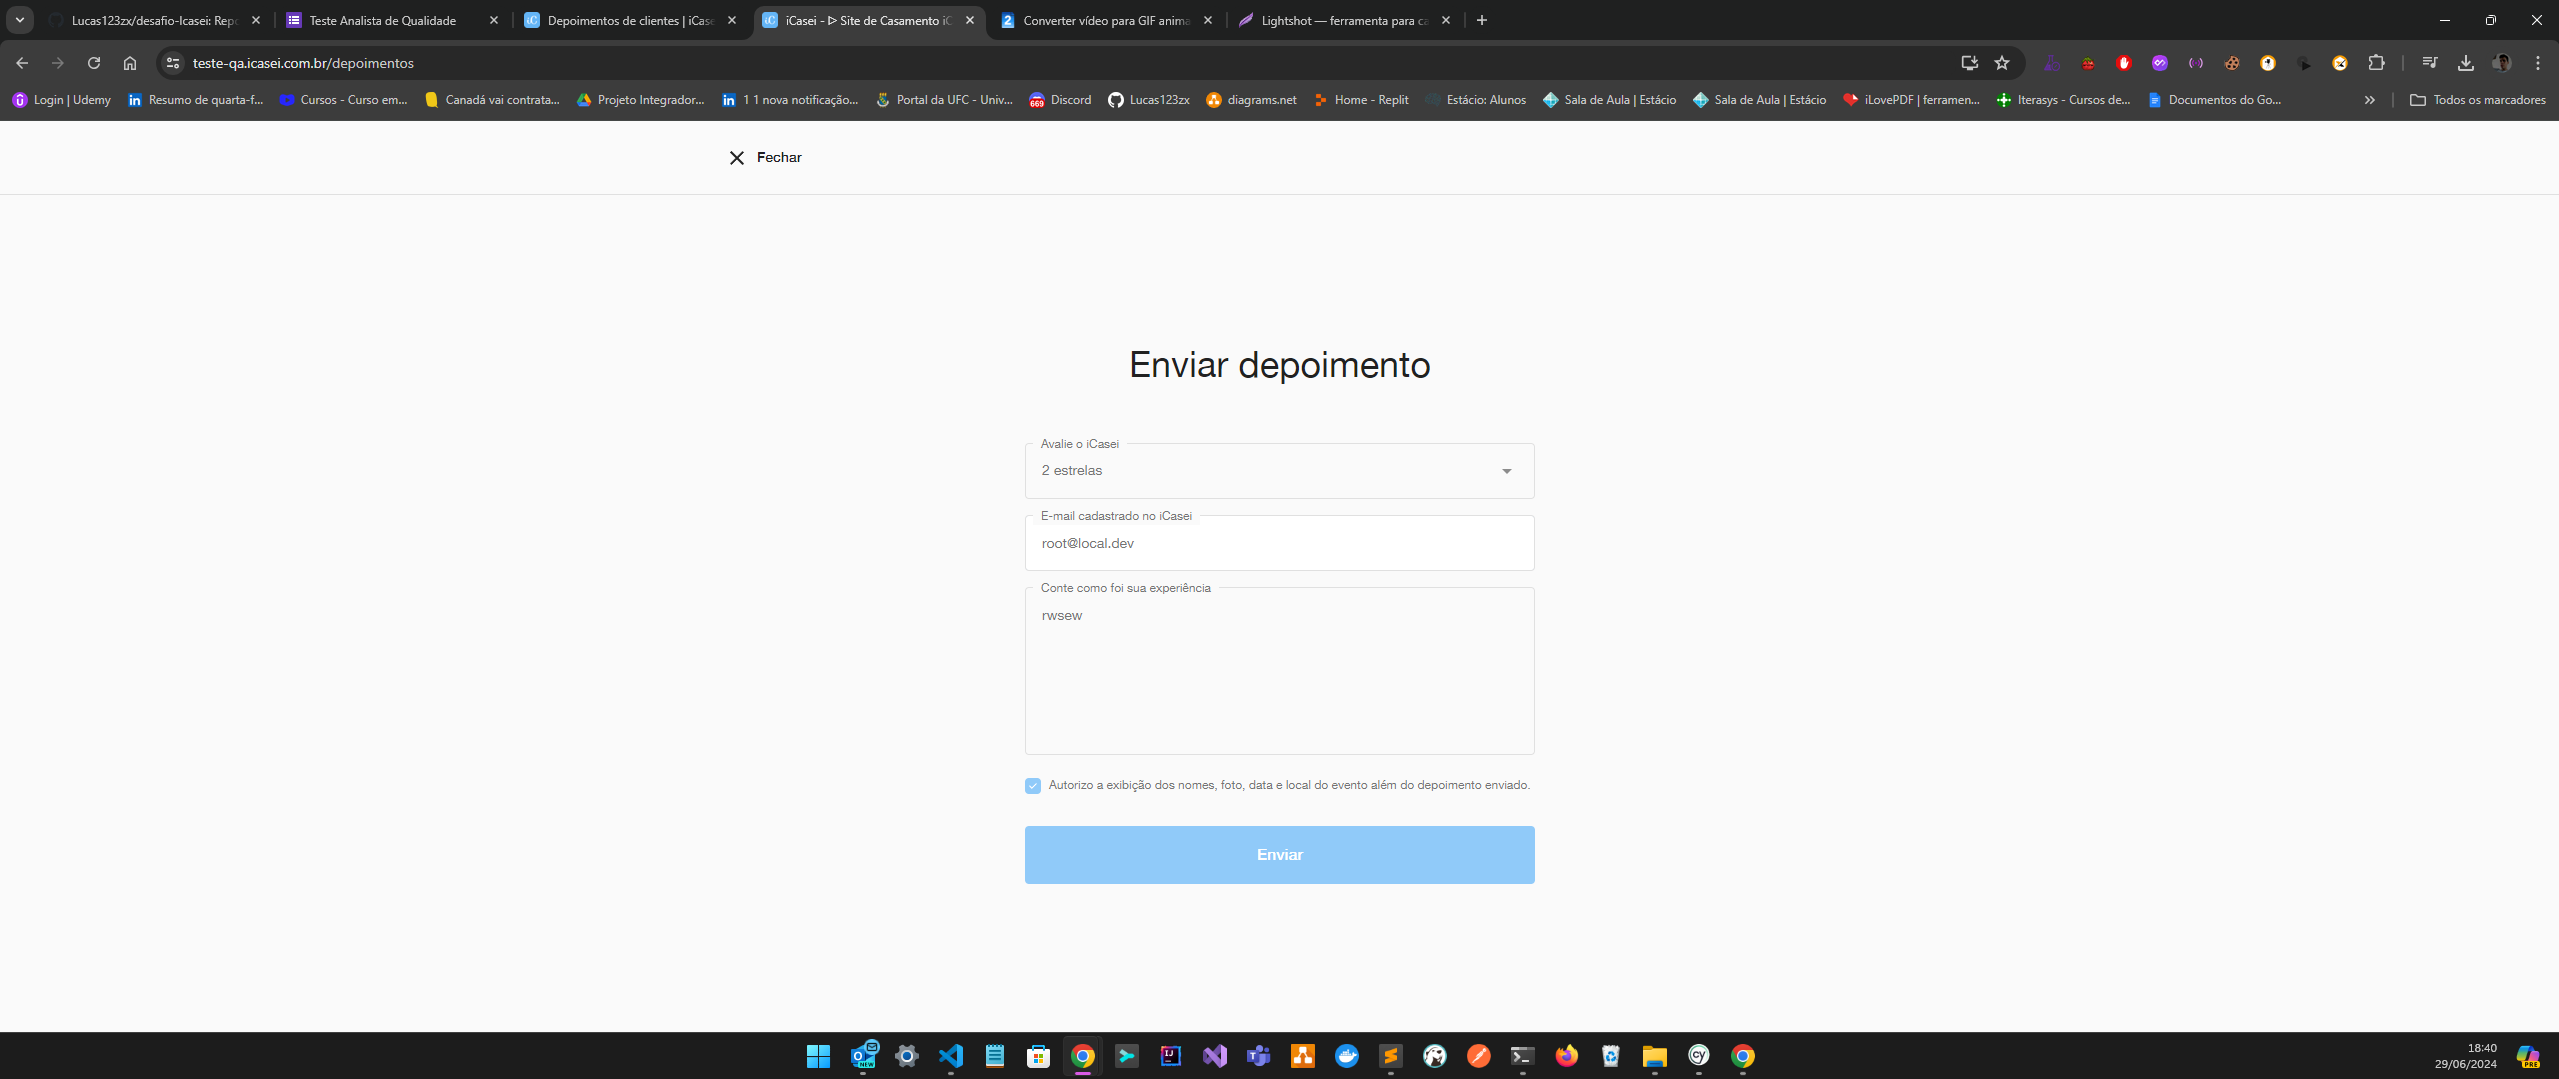 Lucas123zx/desafio-Icasei: Repo
Teste Analista de Qualidade
Depoimentos de clientes | iCase
iCasei - ᐅ Site de Casamento iC
Converter vídeo para GIF anima
Lightshot — ferramenta para ca
teste-qa.icasei.com.br/depoimentos
Login | Udemy
Resumo de quarta-f...
Cursos - Curso em...
Canadá vai contrata...
Projeto Integrador...
1 1 nova notificação...
Portal da UFC - Univ...
669
Discord
Lucas123zx
diagrams.net
Home - Replit
Estácio: Alunos
Sala de Aula | Estácio
Sala de Aula | Estácio
iLovePDF | ferramen...
Iterasys - Cursos de...
Documentos do Go...
Todos os marcadores
Fechar
Enviar depoimento
Avalie o iCasei
2 estrelas
E-mail cadastrado no iCasei
root@local.dev
Conte como foi sua experiência
rwsew
Autorizo a exibição dos nomes, foto, data e local do evento além do depoimento enviado.
Enviar
18:40
29/06/2024